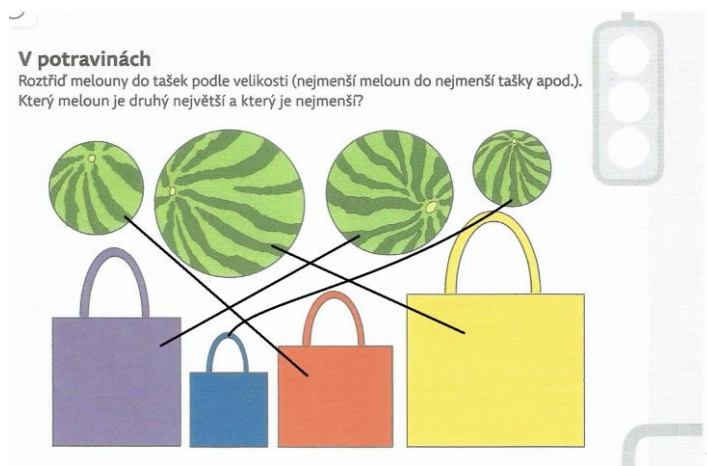 V potravinách
Roztřiď melouny do tašek podle velikosti (nejmenší meloun do nejmenší tašky apod.).
Který meloun je druhý největší a který je nejmenší?